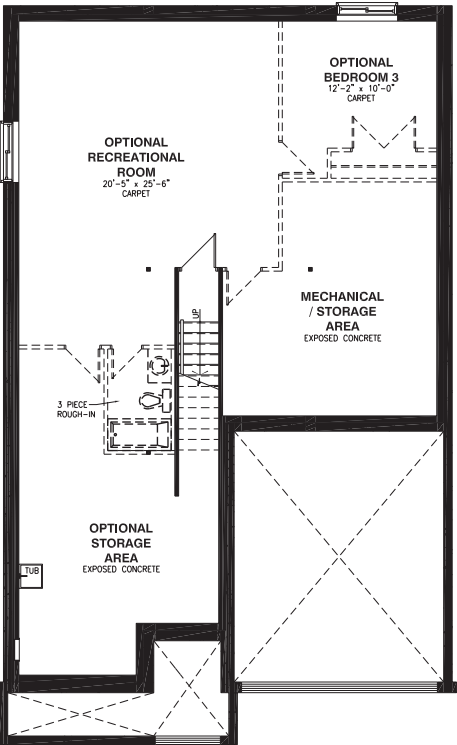 OPTIONAL
BEDROOM 3
12'-2" x 10'-0"
CARPET
OPTIONAL
RECREATIONAL
ROOM
20'-5" x 25'-6"
CARPET
MECHANICAL
/ STORAGE
AREA
EXPOSED CONCRETE
UP
3 PIECE
ROUGH-IN
OPTIONAL
STORAGE
AREA
EXPOSED CONCRETE
TUB